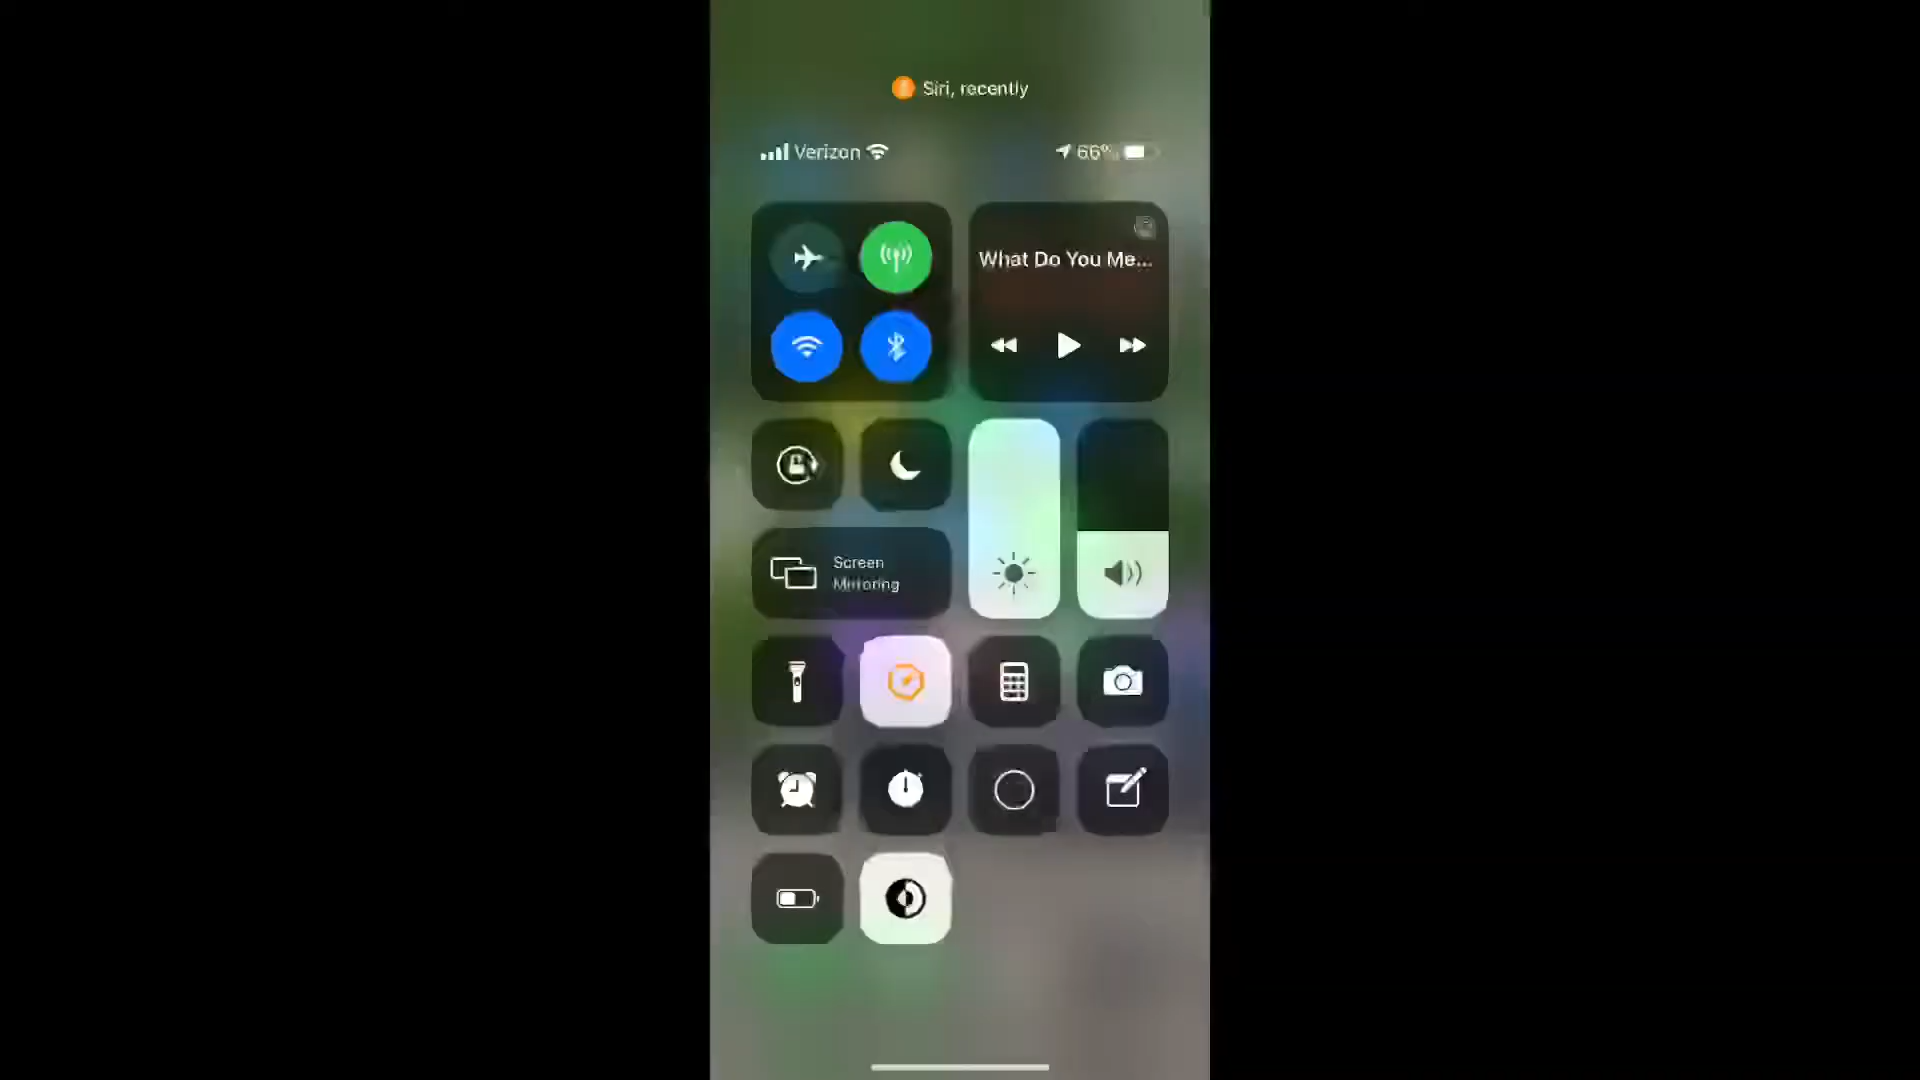 Siri, recently
Verizon
66%
What Do You Me...
Screen
Mirroring